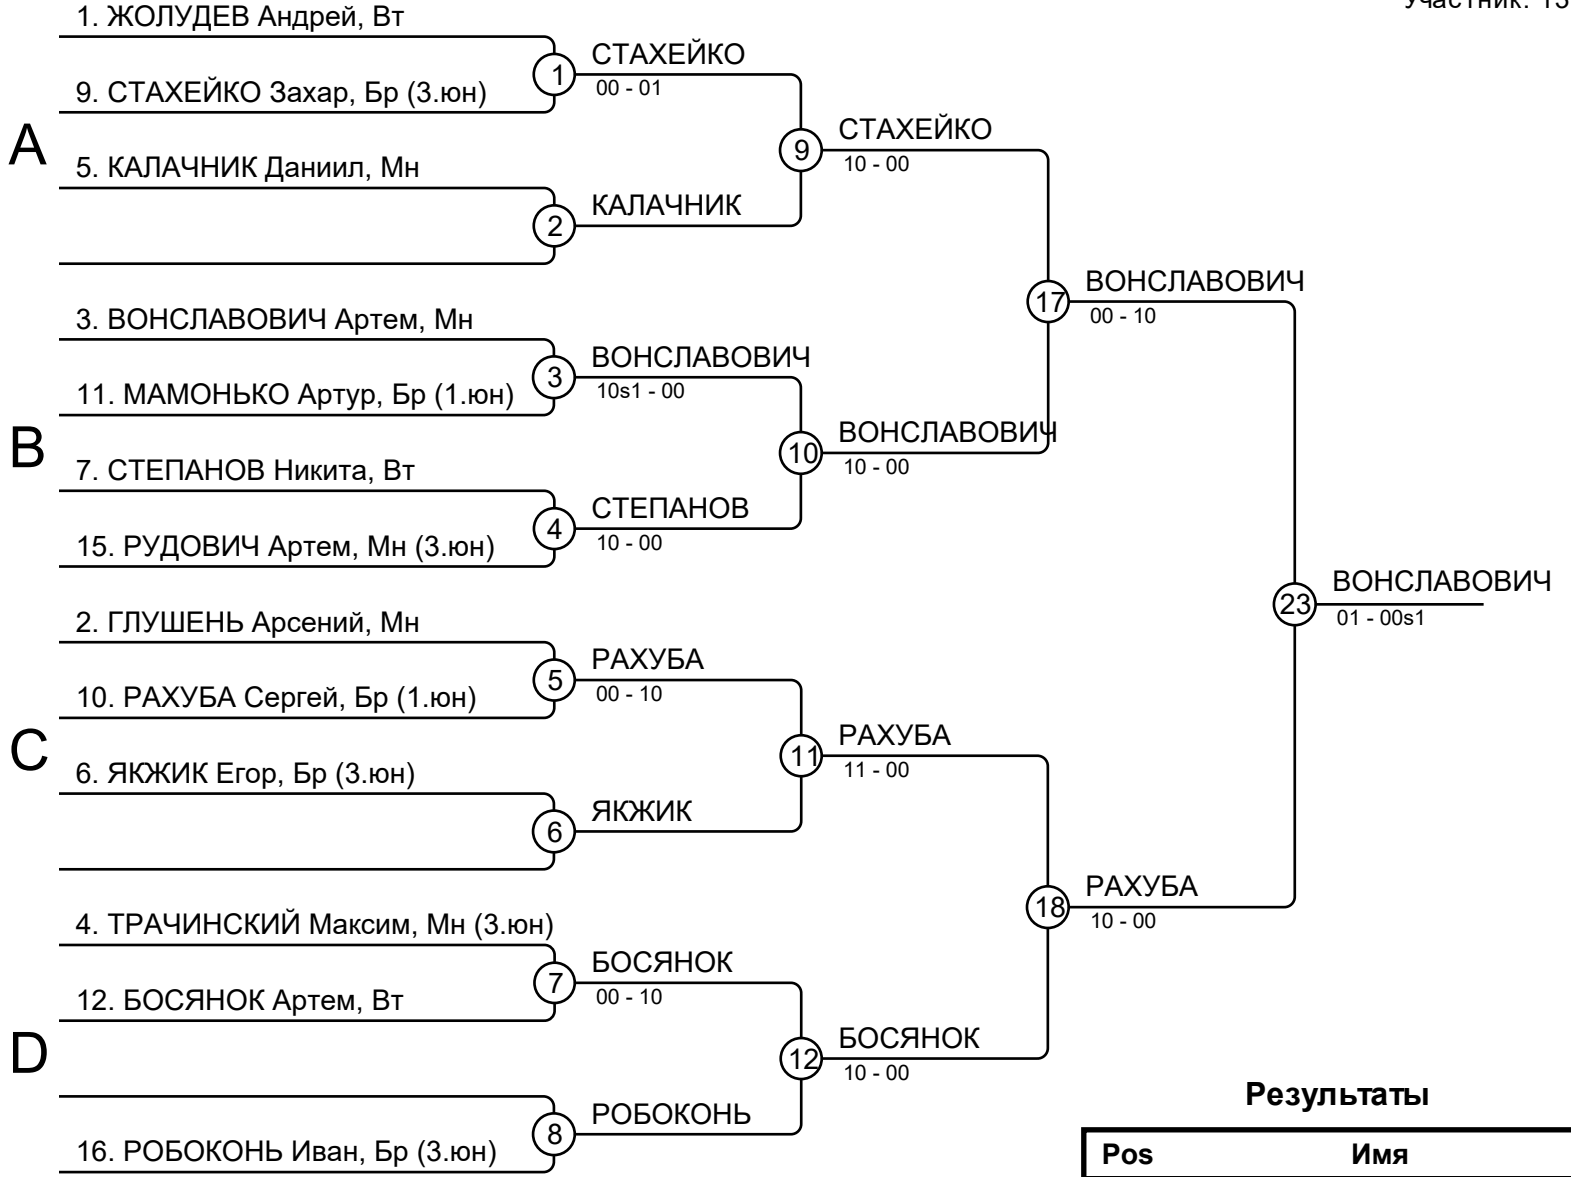 Участник: 13
1. ЖОЛУДЕВ Андрей, Вт
1
СТАХЕЙКО
00 - 01
9. СТАХЕЙКО Захар, Бр (3.юн)
A
9
СТАХЕЙКО
10 - 00
5. КАЛАЧНИК Даниил, Мн
2
КАЛАЧНИК
17
ВОНСЛАВОВИЧ
00 - 10
3. ВОНСЛАВОВИЧ Артем, Мн
3
ВОНСЛАВОВИЧ
10s1 - 00
11. МАМОНЬКО Артур, Бр (1.юн)
B
10
ВОНСЛАВОВИЧ
10 - 00
7. СТЕПАНОВ Никита, Вт
4
СТЕПАНОВ
10 - 00
15. РУДОВИЧ Артем, Мн (3.юн)
23
ВОНСЛАВОВИЧ
01 - 00s1
2. ГЛУШЕНЬ Арсений, Мн
5
РАХУБА
00 - 10
10. РАХУБА Сергей, Бр (1.юн)
C
11
РАХУБА
11 - 00
6. ЯКЖИК Егор, Бр (3.юн)
6
ЯКЖИК
18
РАХУБА
10 - 00
4. ТРАЧИНСКИЙ Максим, Мн (3.юн)
7
БОСЯНОК
00 - 10
12. БОСЯНОК Артем, Вт
D
12
БОСЯНОК
10 - 00
8
РОБОКОНЬ
16. РОБОКОНЬ Иван, Бр (3.юн)
Результаты
Pos Имя